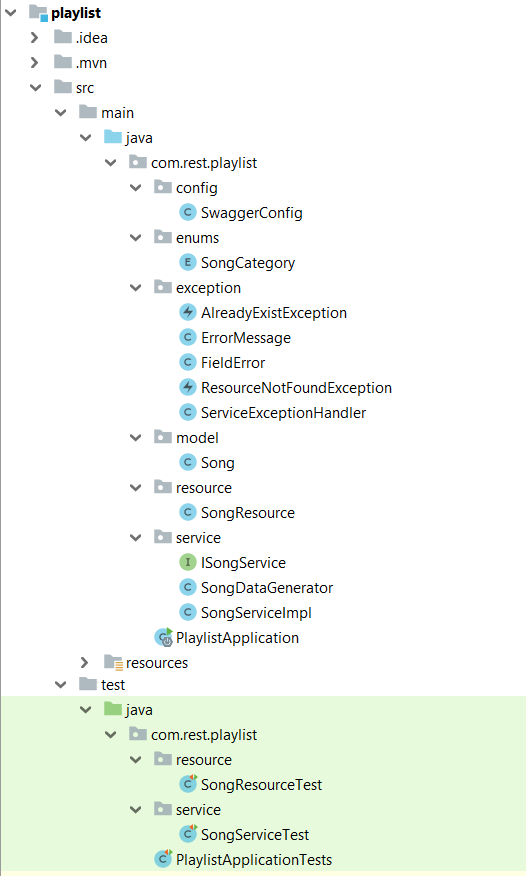 playlist
.idea
.mvn
src
main
java
com.rest.playlist
config
SwaggerConfig
enums
SongCategory
exception
AlreadyExistException
ErrorMessage
FieldError
ResourceNotFoundException
ServiceExceptionHandler
model
Song
resource
SongResource
service
ISongService
SongDataGenerator
SongServiceImpl
PlaylistApplication
resources
test
java
com.rest.playlist
resource
SongResourceTest
service
SongServiceTest
PlaylistApplicationTests